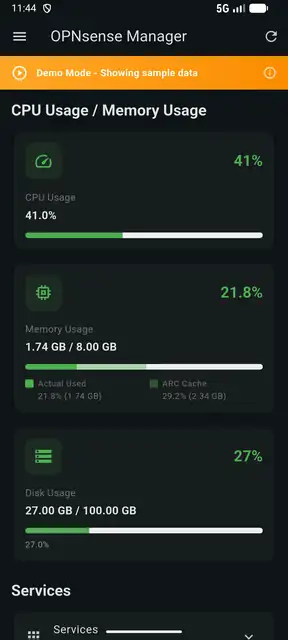 11:44
5G
OPNsense Manager
Demo Mode - Showing sample data
CPU Usage / Memory Usage
41%
CPU Usage
41.0%
21.8%
Memory Usage
1.74 GB / 8.00 GB
Actual Used
21.8% (1.74 GB)
ARC Cache
29.2% (2.34 GB)
27%
Disk Usage
27.00 GB / 100.00 GB
27.0%
Services
Services